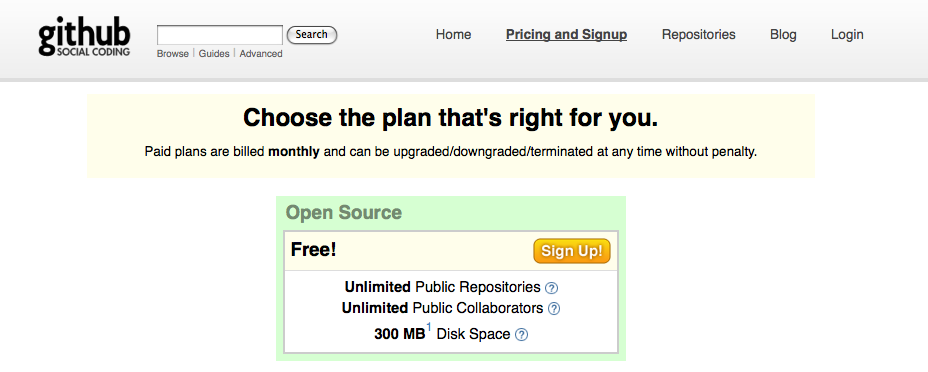 github
SOCIAL CODING
Search
Browse | Guides | Advanced
Home
Pricing and Signup
Repositories
Blog
Login
Choose the plan that's right for you.
Paid plans are billed monthly and can be upgraded/downgraded/terminated at any time without penalty.
Open Source
Free!
Sign Up!
Unlimited Public Repositories ?
Unlimited Public Collaborators ?
300 MB1 Disk Space ?